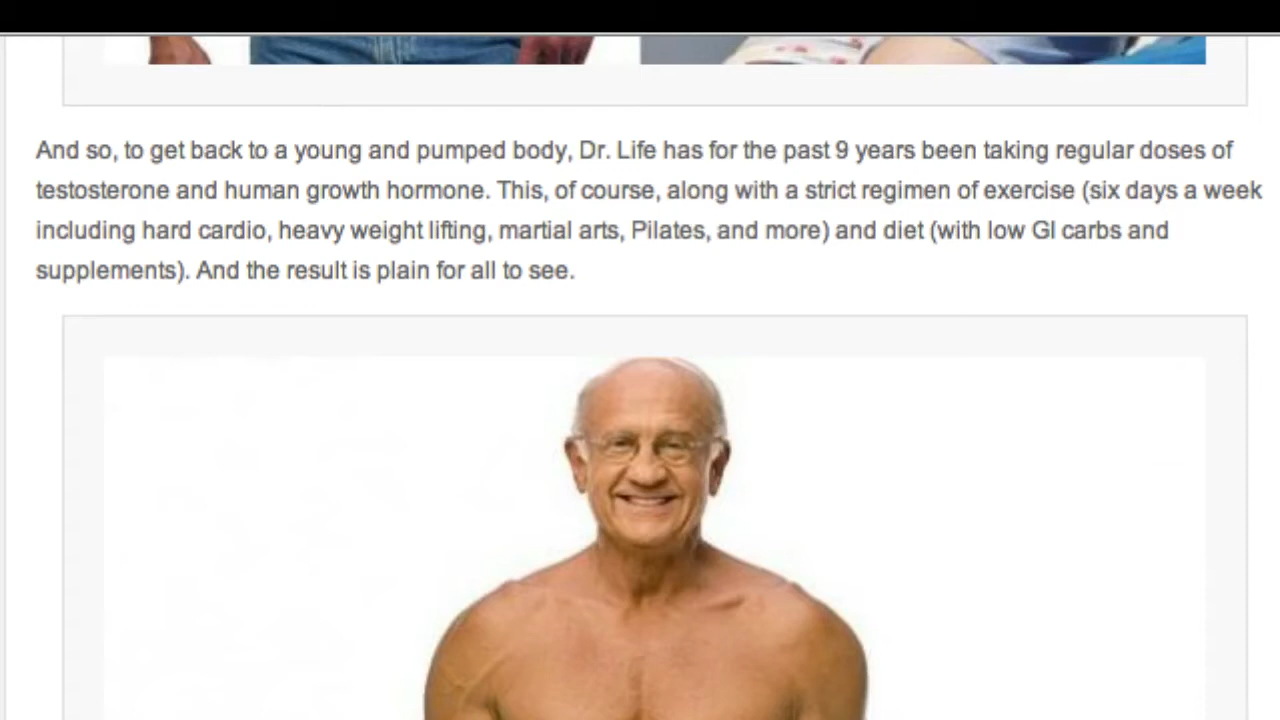 And so, to get back to a young and pumped body, Dr. Life has for the past 9 years been taking regular doses of
testosterone and human growth hormone. This, of course, along with a strict regimen of exercise (six days a week
including hard cardio, heavy weight lifting, martial arts, Pilates, and more) and diet (with low GI carbs and
supplements). And the result is plain for all to see.